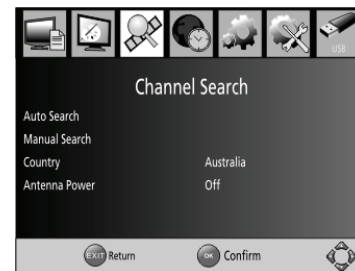 USB
Channel Search
Auto Search
Manual Search
Country Australia
Antenna Power Off
EXIT Return OK Confirm